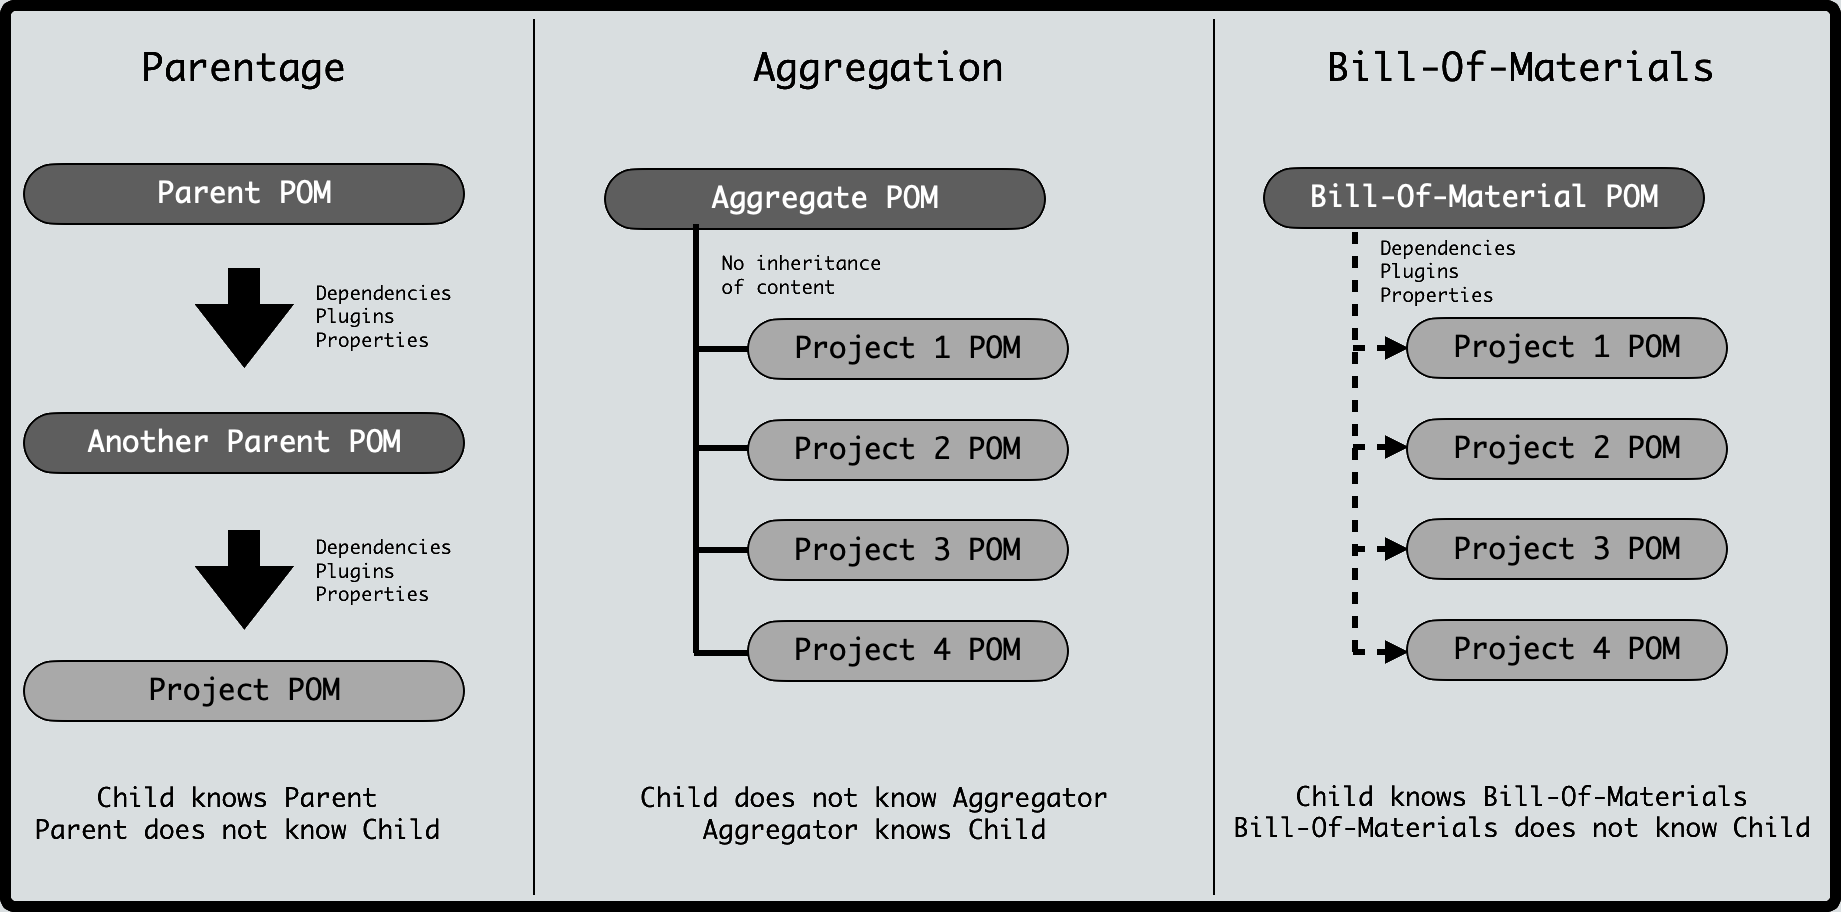 Parentage
Parent POM
Dependencies
Plugins
Properties
Another Parent POM
Dependencies
Plugins
Properties
Project POM
Child knows Parent
Parent does not know Child
Aggregation
Aggregate POM
No inheritance
of content
Project 1 POM
Project 2 POM
Project 3 POM
Project 4 POM
Child does not know Aggregator
Aggregator knows Child
Bill-Of-Materials
Bill-Of-Material POM
Dependencies
Plugins
Properties
Project 1 POM
Project 2 POM
Project 3 POM
Project 4 POM
Child knows Bill-Of-Materials
Bill-Of-Materials does not know Child